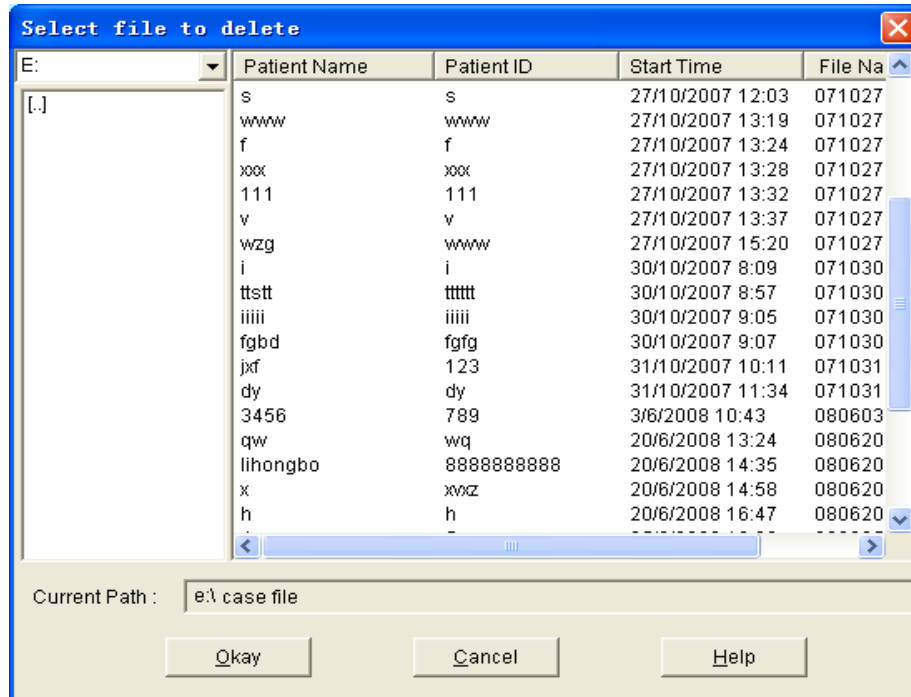 Select file to delete
E:
[..]
Patient Name Patient ID Start Time File Na
s s 27/10/2007 12:03 071027
www www 27/10/2007 13:19 071027
f f 27/10/2007 13:24 071027
xxx xxx 27/10/2007 13:28 071027
111 111 27/10/2007 13:32 071027
v v 27/10/2007 13:37 071027
wzg www 27/10/2007 15:20 071027
i i 30/10/2007 8:09 071030
ttstt tttttt 30/10/2007 8:57 071030
iiiii iiiii 30/10/2007 9:05 071030
fgbd fgfg 30/10/2007 9:07 071030
jxf 123 31/10/2007 10:11 071031
dy dy 31/10/2007 11:34 071031
3456 789 3/6/2008 10:43 080603
qw wq 20/6/2008 13:24 080620
lihongbo 8888888888 20/6/2008 14:35 080620
x xvxz 20/6/2008 14:58 080620
h h 20/6/2008 16:47 080620
Current Path : e:\ case file
Okay Cancel Help